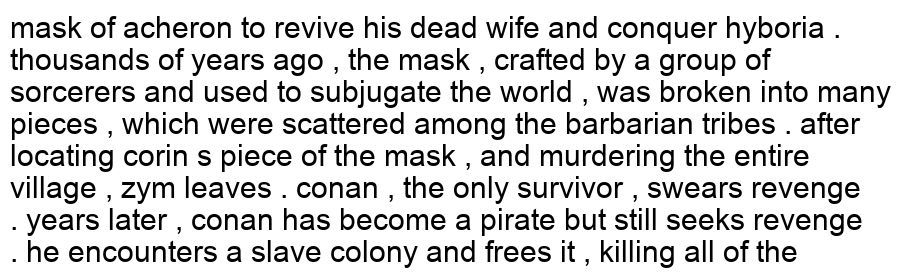 mask of acheron to revive his dead wife and conquer hyboria .
thousands of years ago , the mask , crafted by a group of
sorcerers and used to subjugate the world , was broken into many
pieces , which were scattered among the barbarian tribes . after
locating corin s piece of the mask , and murdering the entire
village , zym leaves . conan , the only survivor , swears revenge
. years later , conan has become a pirate but still seeks revenge
. he encounters a slave colony and frees it , killing all of the